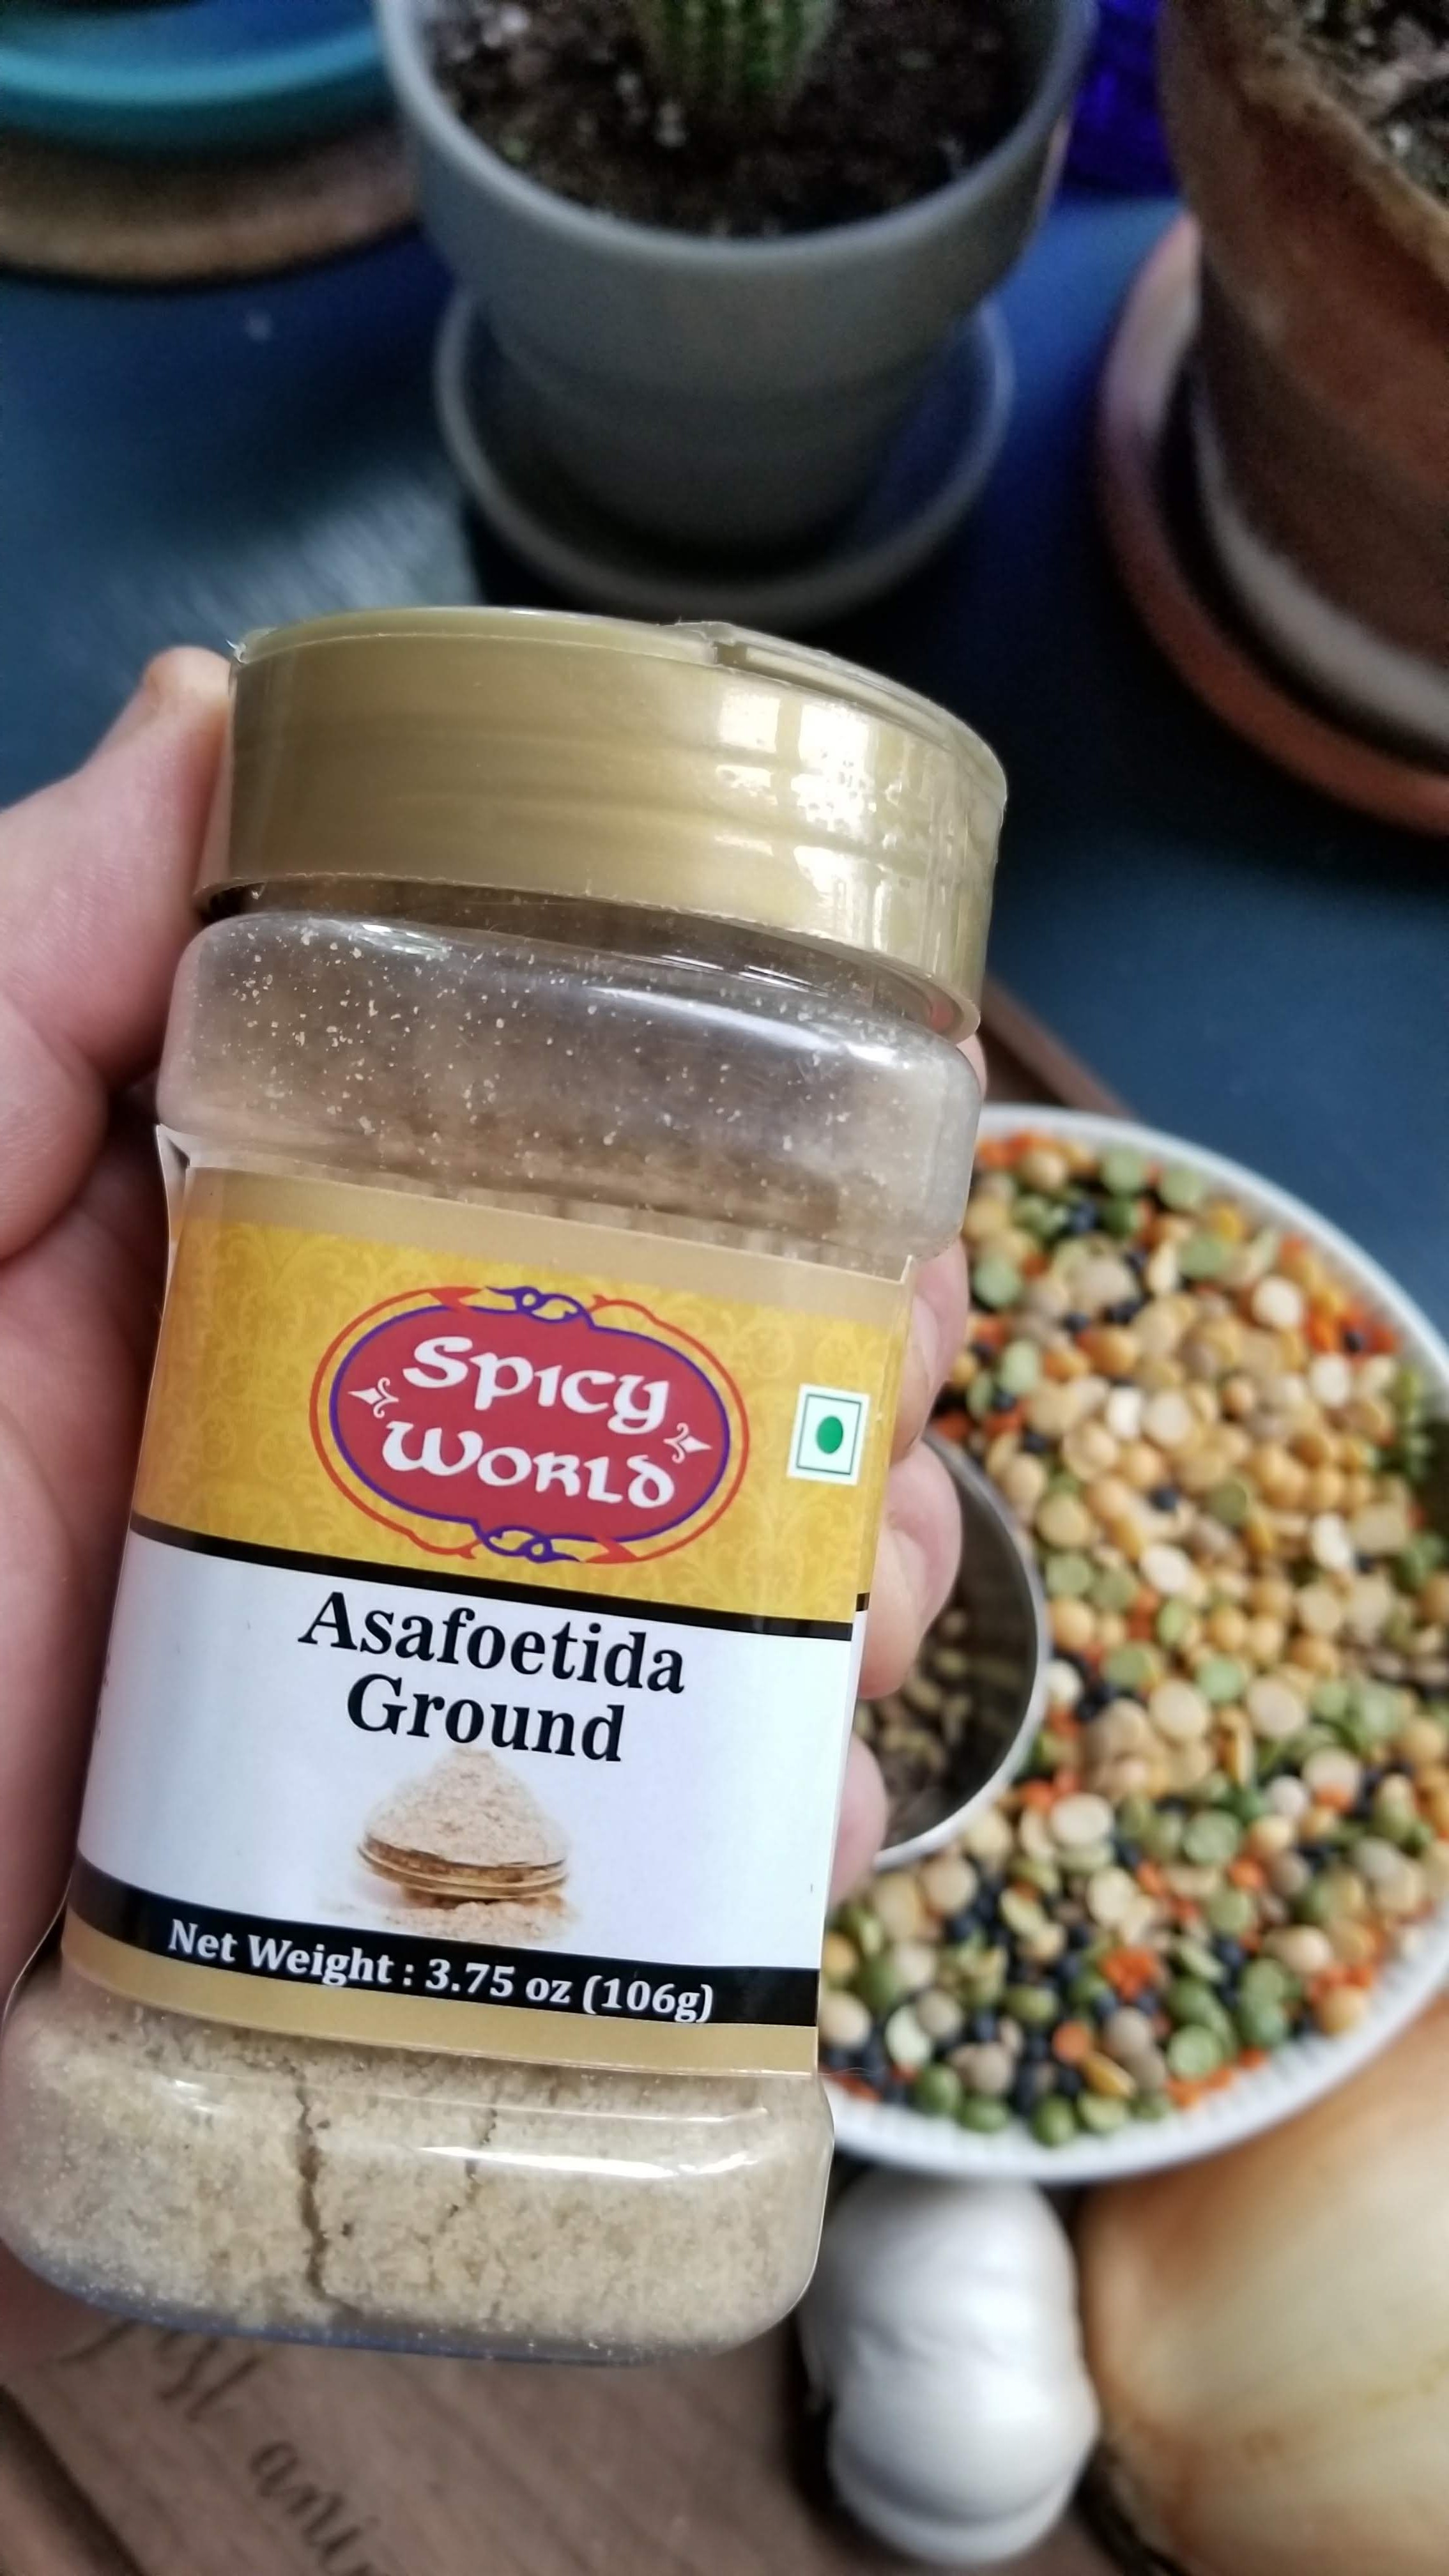 Spicy
World
Asafoetida
Ground
Net Weight : 3.75 oz (106g)